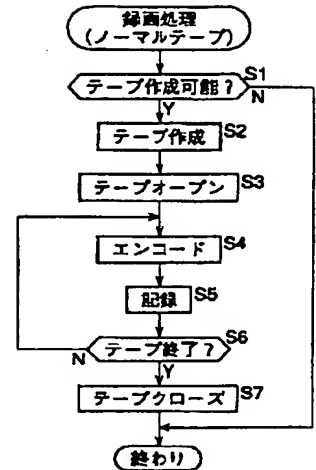 録画処理
(ノーマルテープ)
テープ作成可能？ S1
N
Y
テープ作成 S2
テープオープン S3
エンコード S4
記録 S5
テープ終了？ S6
N
Y
テープクローズ S7
終わり